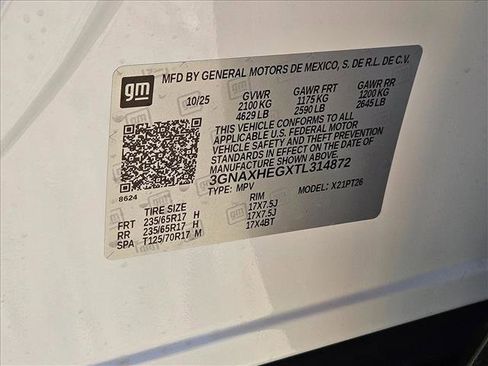 gm
MFD BY GENERAL MOTORS DE MEXICO, S. DE R.L. DE C.V.
10/25 GVWR GAWR FRT GAWR RR
2100 KG 1175 KG 1200 KG
4629 LB 2590 LB 2645 LB
THIS VEHICLE CONFORMS TO ALL
APPLICABLE U.S. FEDERAL MOTOR
VEHICLE SAFETY AND THEFT PREVENTION
STANDARDS IN EFFECT ON THE DATE OF
MANUFACTURE SHOWN ABOVE.
3GNAXHEGXTL314872
8624 TYPE: MPV MODEL: X21PT26
TIRE SIZE RIM
FRT 235/65R17 H 17X7.5J
RR 235/65R17 H 17X7.5J
SPA T125/70R17 M 17X4BT